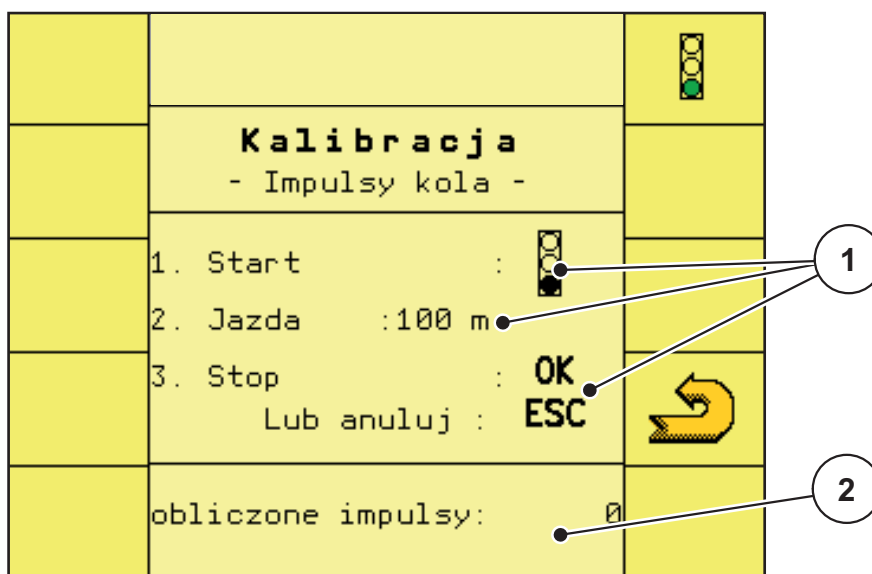 Kalibracja
- Impulsy kola -
1. Start :
2. Jazda :100 m
3. Stop : OK
Lub anuluj : ESC
obliczone impulsy: 0
1
2